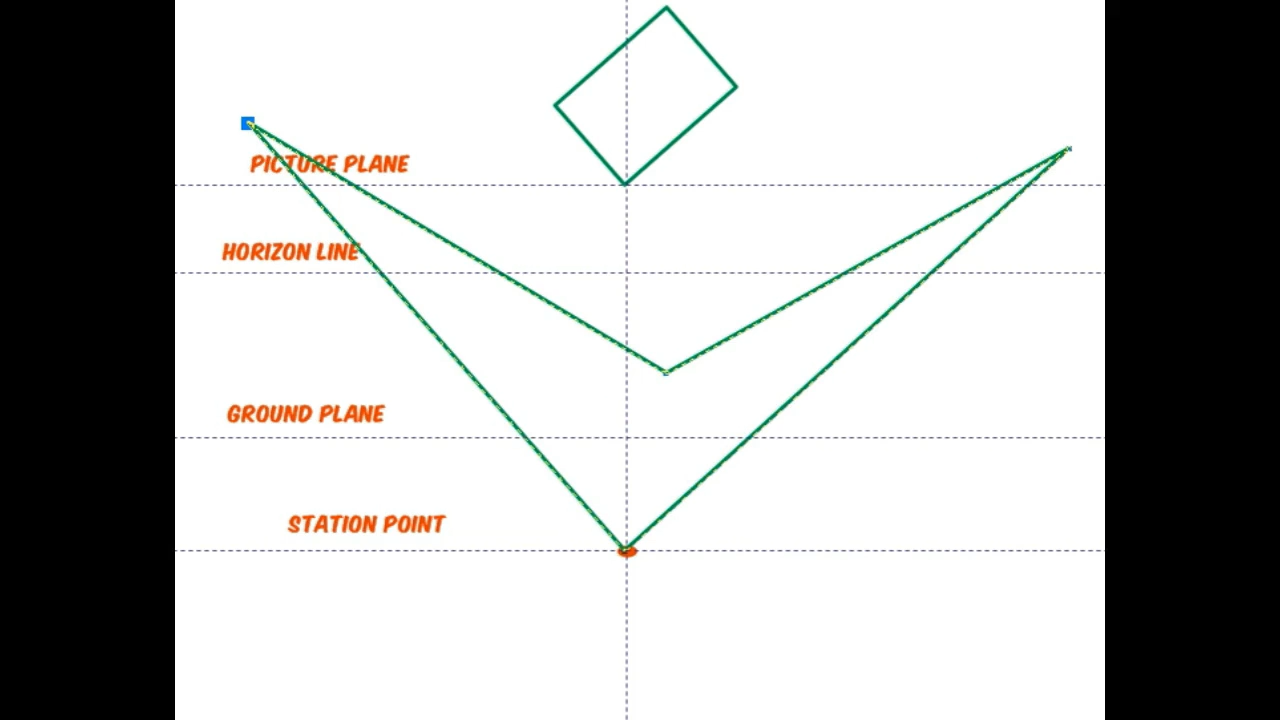 PICTURE PLANE
HORIZON LINE
GROUND PLANE
STATION POINT